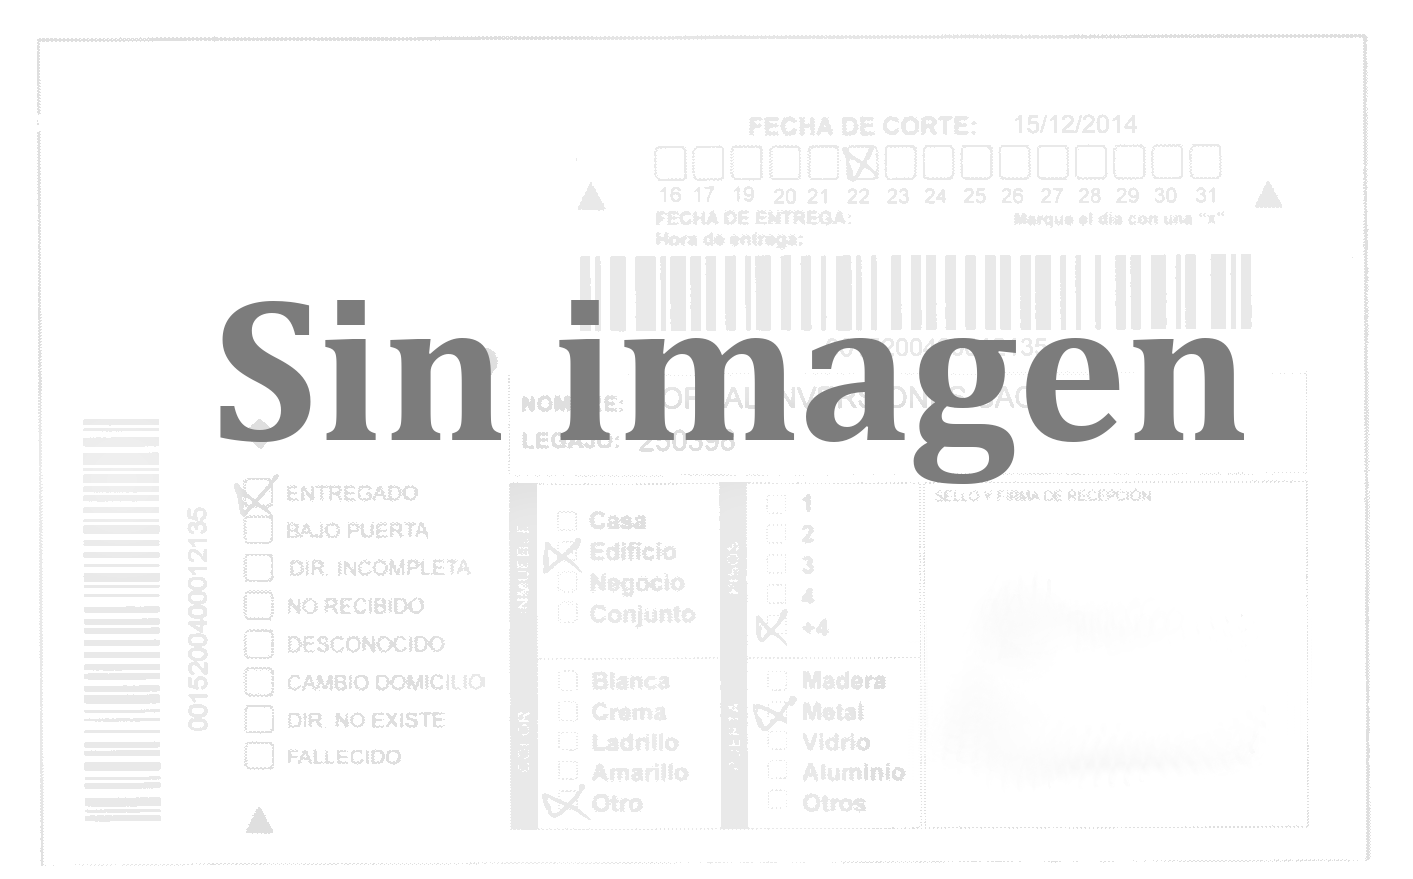 FECHA DE CORTE: 15/12/2014
16 17 19 20 21 22 23 24 25 26 27 28 29 30 31
FECHA DE ENTREGA: Marque el dia con una "x"
Hora de entrega:
Sin imagen
NOMBRE:
LEGAJO: 250398
001520040012135
ENTREGADO
BAJO PUERTA
DIR. INCOMPLETA
NO RECIBIDO
DESCONOCIDO
CAMBIO DOMICILIO
DIR. NO EXISTE
FALLECIDO
INMUEBLE
Casa
Edificio
Negocio
Conjunto
PISOS
1
2
3
4
+4
COLOR
Blanca
Crema
Ladrillo
Amarillo
Otro
PUERTA
Madera
Metal
Vidrio
Aluminio
Otros
SELLO Y FIRMA DE RECEPCIÓN